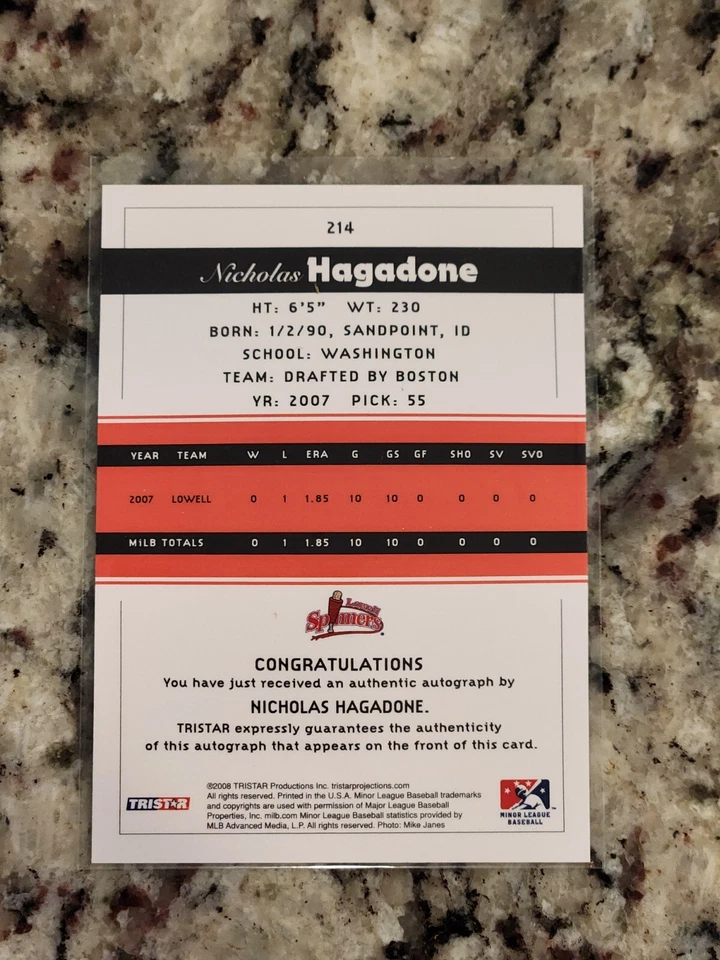 214
Nicholas Hagadone
HT: 6'5" WT: 230
BORN: 1/2/90, SANDPOINT, ID
SCHOOL: WASHINGTON
TEAM: DRAFTED BY BOSTON
YR: 2007 PICK: 55
YEAR TEAM W L ERA G GS GF SHO SV SVO
2007 LOWELL 0 1 1.85 10 10 0 0 0 0
MiLB TOTALS 0 1 1.85 10 10 0 0 0 0
Lowell
Spinners
CONGRATULATIONS
You have just received an authentic autograph by
NICHOLAS HAGADONE.
TRISTAR expressly guarantees the authenticity
of this autograph that appears on the front of this card.
TRISTAR
©2008 TRISTAR Productions Inc. tristarprojections.com
All rights reserved. Printed in the U.S.A. Minor League Baseball trademarks
and copyrights are used with permission of Major League Baseball
Properties, Inc. milb.com Minor League Baseball statistics provided by
MLB Advanced Media, L.P. All rights reserved. Photo: Mike Janes
MINOR LEAGUE
BASEBALL